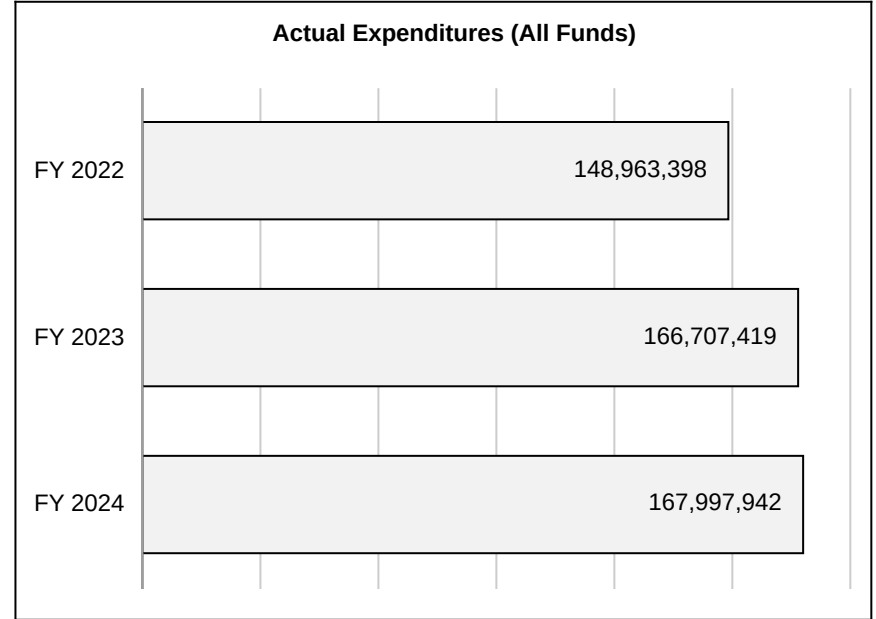 Actual Expenditures (All Funds)
FY 2022 148,963,398
FY 2023 166,707,419
FY 2024 167,997,942